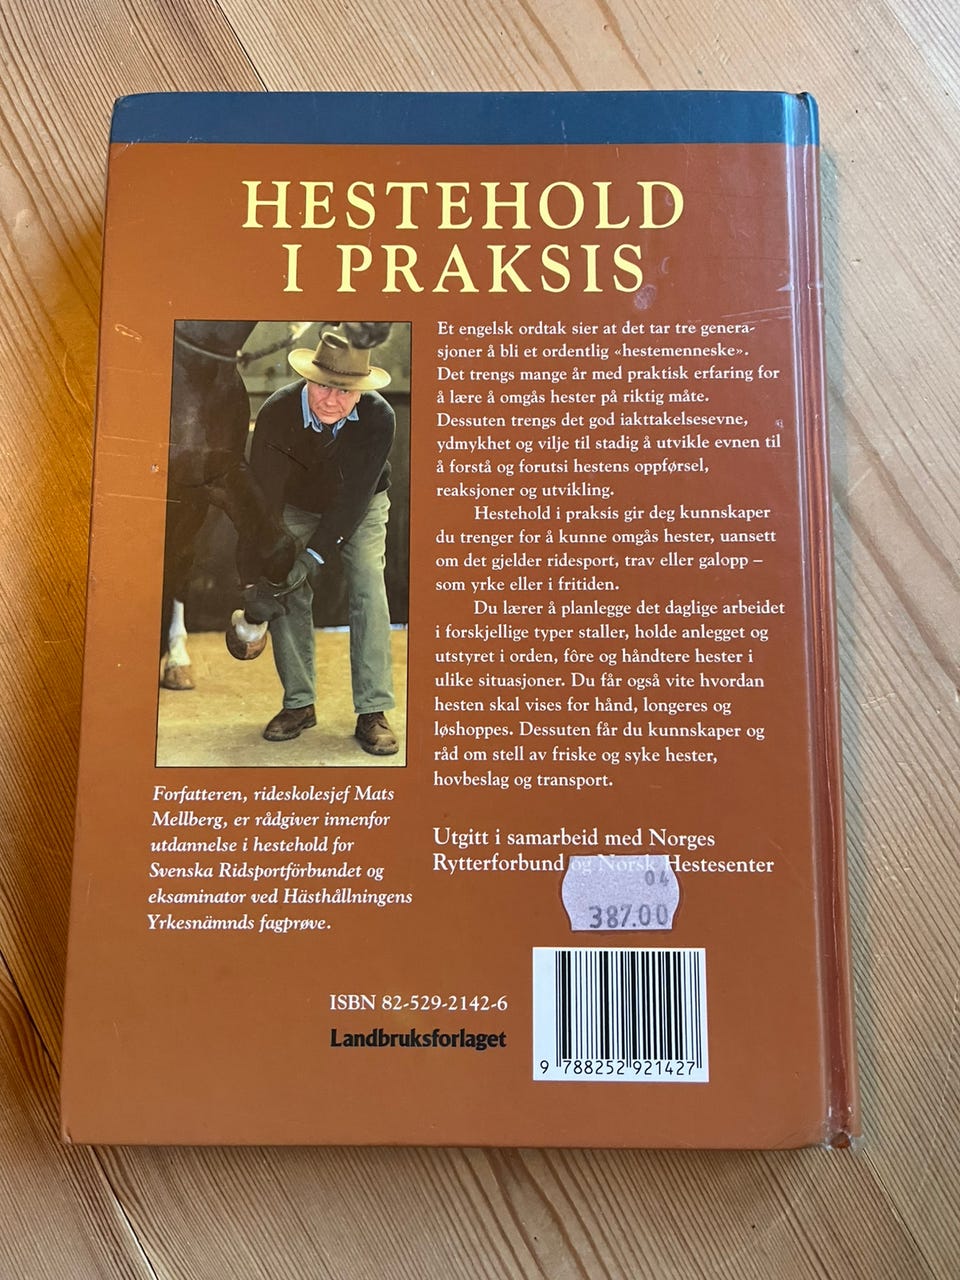 HESTEHOLD
I PRAKSIS
Et engelsk ordtak sier at det tar tre genera-
sjoner å bli et ordentlig «hestemenneske».
Det trengs mange år med praktisk erfaring for
å lære å omgås hester på riktig måte.
Dessuten trengs det god iakttakelsesevne,
ydmykhet og vilje til stadig å utvikle evnen til
å forstå og forutsi hestens oppførsel,
reaksjoner og utvikling.
Hestehold i praksis gir deg kunnskaper
du trenger for å kunne omgås hester, uansett
om det gjelder ridesport, trav eller galopp –
som yrke eller i fritiden.
Du lærer å planlegge det daglige arbeidet
i forskjellige typer staller, holde anlegget og
utstyret i orden, fôre og håndtere hester i
ulike situasjoner. Du får også vite hvordan
hesten skal vises for hånd, longeres og
løshoppes. Dessuten får du kunnskaper og
råd om stell av friske og syke hester,
hovbeslag og transport.
Forfatteren, rideskolesjef Mats
Mellberg, er rådgiver innenfor
utdannelse i hestehold for
Svenska Ridsportförbundet og
eksaminator ved Hästhållningens
Yrkesnämnds fagprøve.
Utgitt i samarbeid med Norges
Rytterforbund og Norsk Hestesenter
04
387.00
ISBN 82-529-2142-6
Landbruksforlaget
9 788252 921427